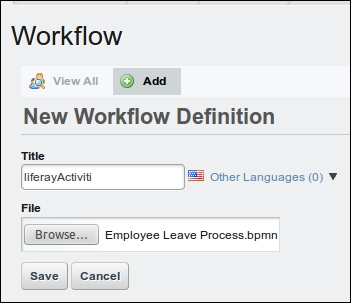 Workflow
View All Add
New Workflow Definition
Title
liferayActiviti Other Languages (0)
File
Browse... Employee Leave Process.bpmn
Save Cancel